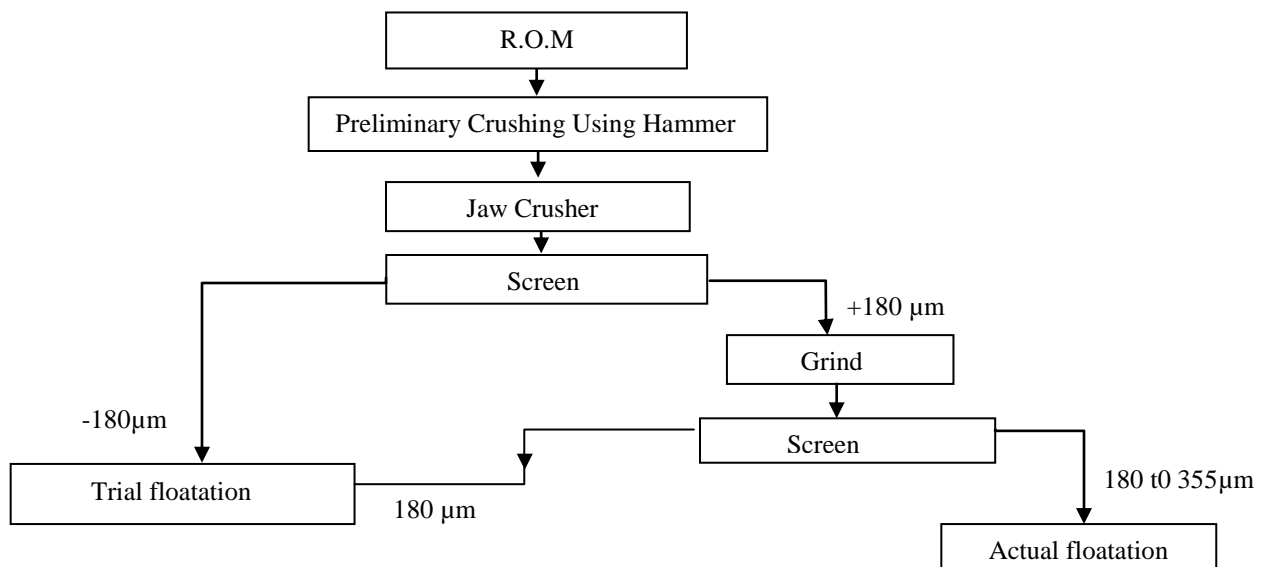 R.O.M
Preliminary Crushing Using Hammer
Jaw Crusher
Screen
+180 µm
Grind
-180µm
Screen
Trial floatation
180 µm
180 t0 355µm
Actual floatation